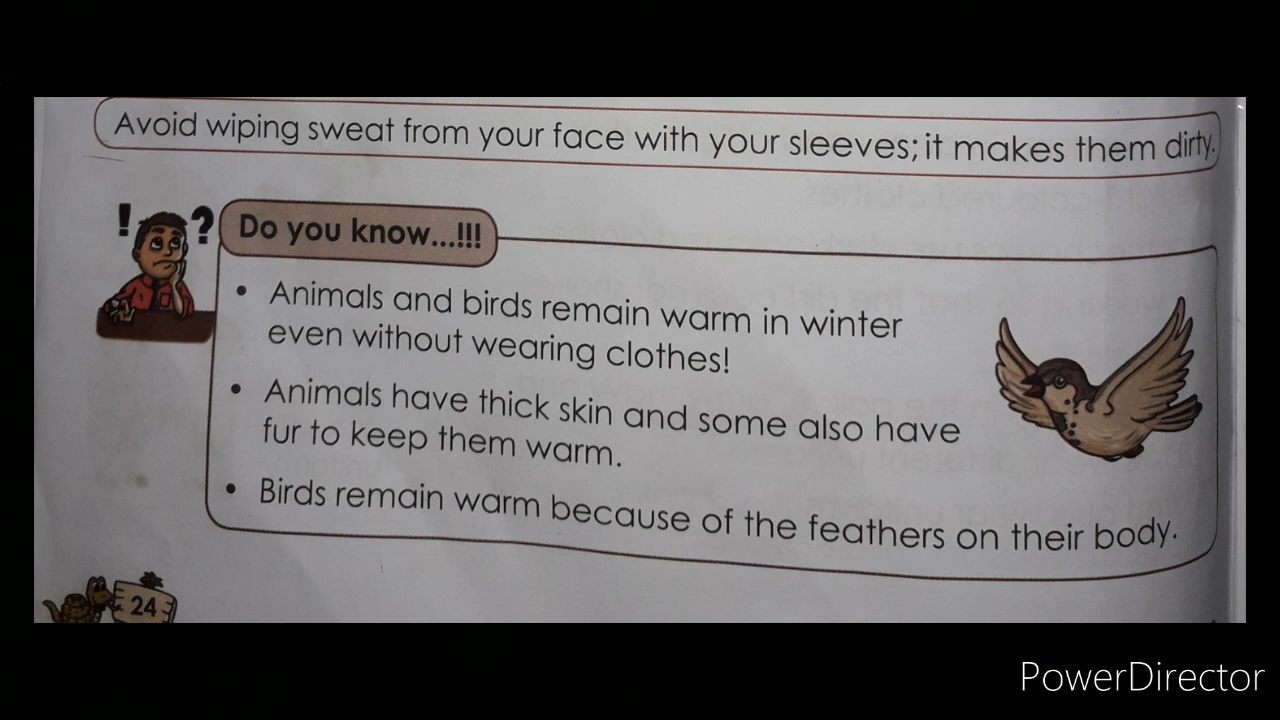 Avoid wiping sweat from your face with your sleeves; it makes them dirty.
! ?
Do you know...!!!
• Animals and birds remain warm in winter
even without wearing clothes!
• Animals have thick skin and some also have
fur to keep them warm.
• Birds remain warm because of the feathers on their body.
24
PowerDirector